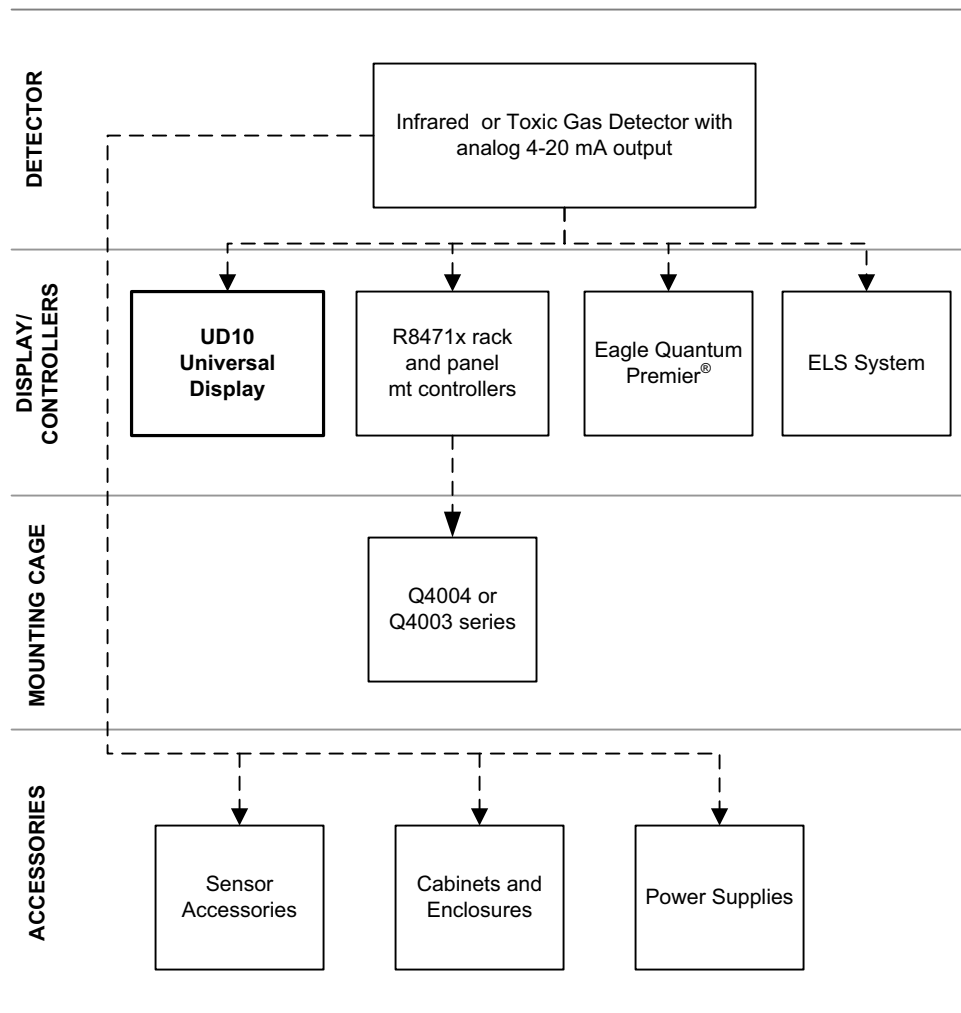 DETECTOR
Infrared or Toxic Gas Detector with
analog 4-20 mA output
DISPLAY/
CONTROLLERS
UD10
Universal
Display
R8471x rack
and panel
mt controllers
Eagle Quantum
Premier®
ELS System
MOUNTING CAGE
Q4004 or
Q4003 series
ACCESSORIES
Sensor
Accessories
Cabinets and
Enclosures
Power Supplies